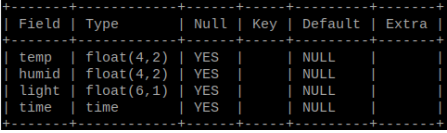 +-------+------------+------+-----+---------+-------+
| Field | Type       | Null | Key | Default | Extra |
+-------+------------+------+-----+---------+-------+
| temp  | float(4,2) | YES  |     | NULL    |       |
| humid | float(4,2) | YES  |     | NULL    |       |
| light | float(6,1) | YES  |     | NULL    |       |
| time  | time       | YES  |     | NULL    |       |
+-------+------------+------+-----+---------+-------+